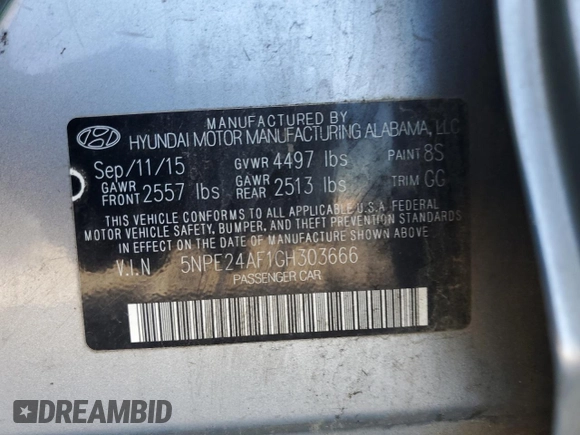 MANUFACTURED BY
HYUNDAI MOTOR MANUFACTURING ALABAMA, LLC
Sep/11/15 GVWR 4497 lbs PAINT 8S
GAWR FRONT 2557 lbs GAWR REAR 2513 lbs TRIM GG
THIS VEHICLE CONFORMS TO ALL APPLICABLE U.S.A FEDERAL
MOTOR VEHICLE SAFETY, BUMPER, AND THEFT PREVENTION STANDARDS
IN EFFECT ON THE DATE OF MANUFACTURE SHOWN ABOVE.
V.I.N 5NPE24AF1GH303666
PASSENGER CAR
DREAMBID